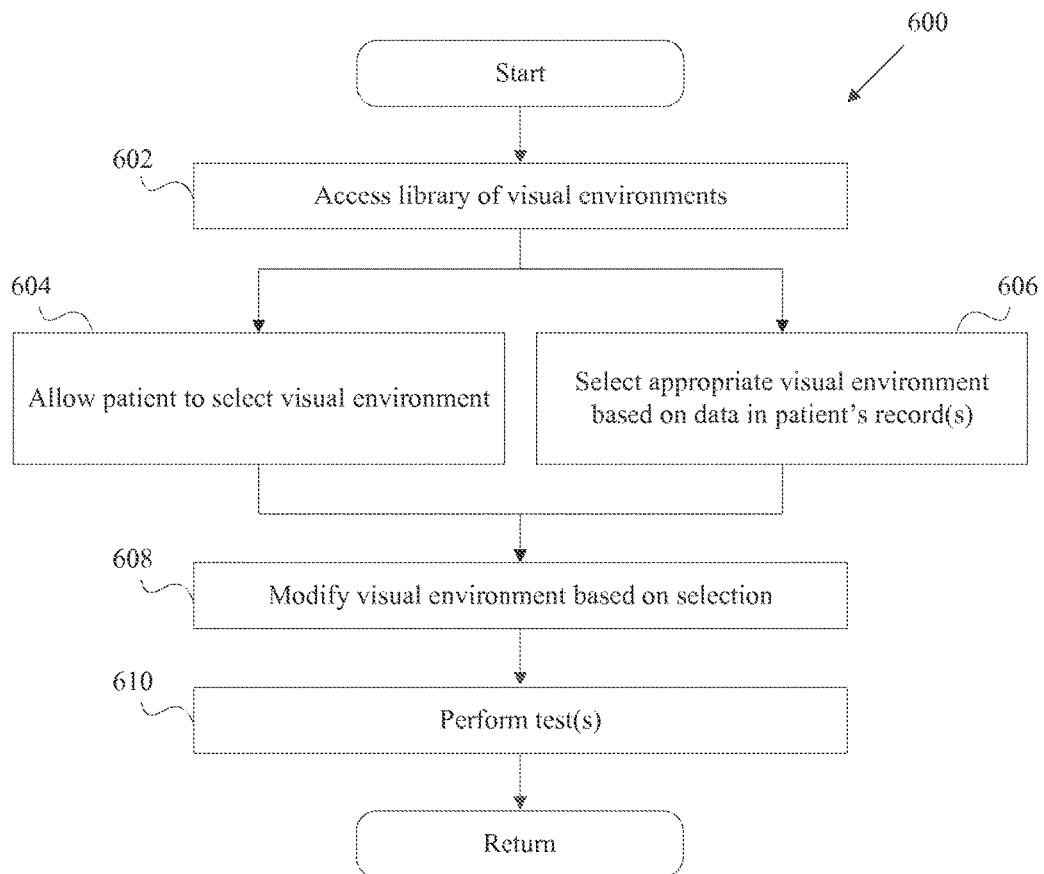 600
Start
602
Access library of visual environments
604
606
Allow patient to select visual environment
Select appropriate visual environment
based on data in patient's record(s)
608
Modify visual environment based on selection
610
Perform test(s)
Return